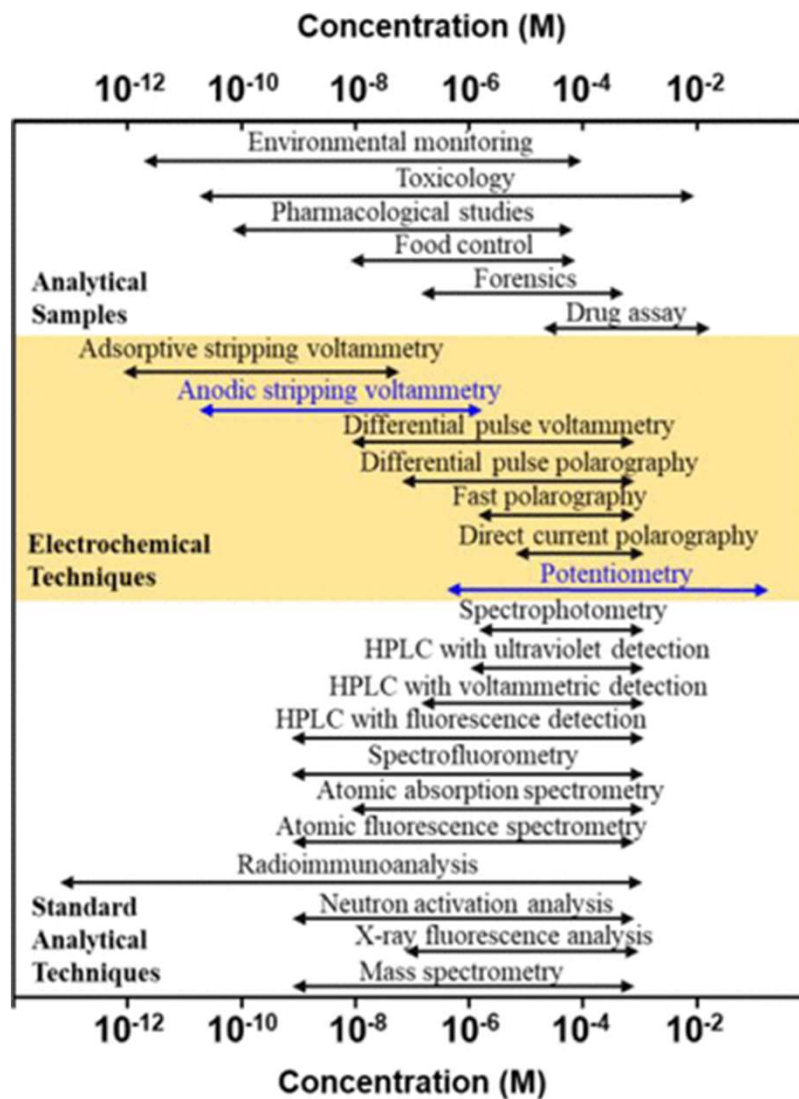 Concentration (M)
10-12 10-10 10-8 10-6 10-4 10-2
Environmental monitoring
Toxicology
Pharmacological studies
Food control
Analytical
Samples
Forensics
Drug assay
Adsorptive stripping voltammetry
Anodic stripping voltammetry
Differential pulse voltammetry
Differential pulse polarography
Fast polarography
Direct current polarography
Electrochemical
Techniques
Potentiometry
Spectrophotometry
HPLC with ultraviolet detection
HPLC with voltammetric detection
HPLC with fluorescence detection
Spectrofluorometry
Atomic absorption spectrometry
Atomic fluorescence spectrometry
Radioimmunoanalysis
Standard
Analytical
Techniques
Neutron activation analysis
X-ray fluorescence analysis
Mass spectrometry
10-12 10-10 10-8 10-6 10-4 10-2
Concentration (M)